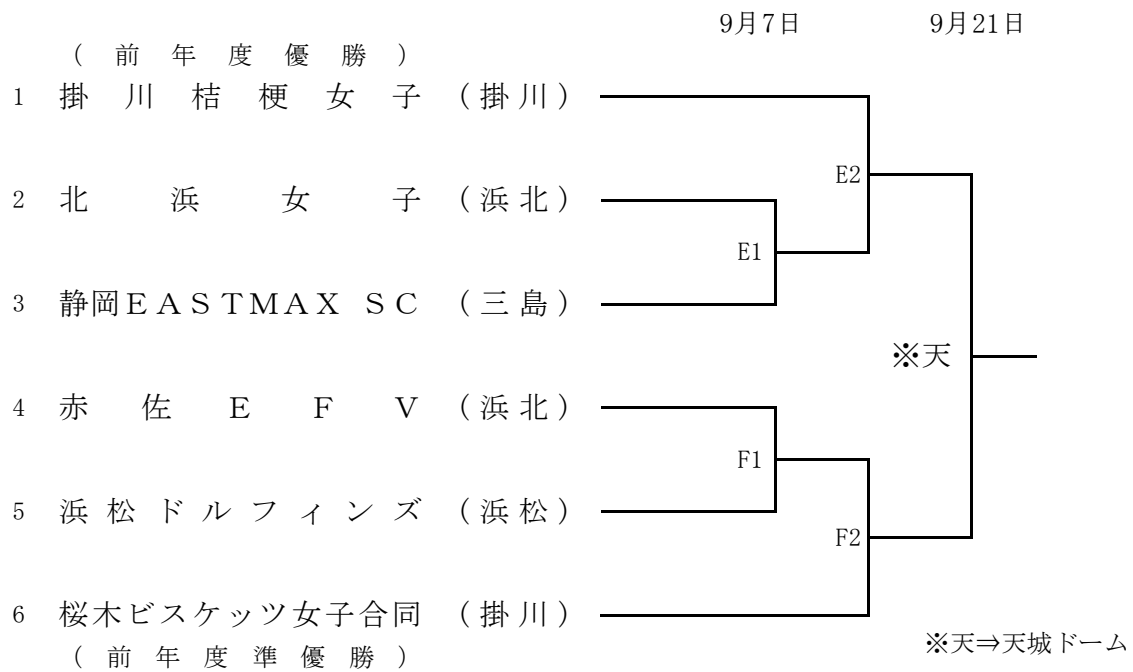 9月7日 9月21日
(前年度優勝)
1 掛川桔梗女子 (掛川)
E2
2 北浜女子 (浜北)
E1
3 静岡EASTMAX SC (三島)
※天
4 赤佐EFV (浜北)
F1
5 浜松ドルフィンズ (浜松)
F2
6 桜木ビスケッツ女子合同 (掛川)
(前年度準優勝)
※天⇒天城ドーム